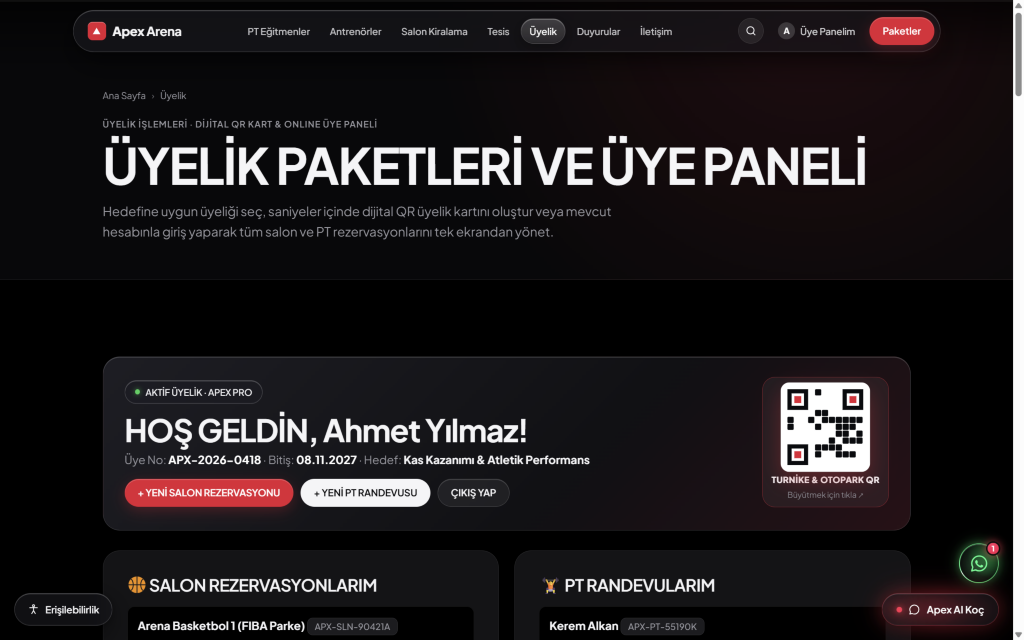 Apex Arena
PT Eğitmenler
Antrenörler
Salon Kiralama
Tesis
Üyelik
Duyurular
İletişim
A
Üye Panelim
Paketler
Ana Sayfa › Üyelik
ÜYELİK İŞLEMLERİ · DİJİTAL QR KART & ONLINE ÜYE PANELİ
ÜYELİK PAKETLERİ VE ÜYE PANELİ
Hedefine uygun üyeliği seç, saniyeler içinde dijital QR üyelik kartını oluştur veya mevcut
hesabınla giriş yaparak tüm salon ve PT rezervasyonlarını tek ekrandan yönet.
AKTİF ÜYELİK · APEX PRO
HOŞ GELDİN, Ahmet Yılmaz!
Üye No: APX-2026-0418 · Bitiş: 08.11.2027 · Hedef: Kas Kazanımı & Atletik Performans
+ YENİ SALON REZERVASYONU
+ YENİ PT RANDEVUSU
ÇIKIŞ YAP
TURNİKE & OTOPARK QR
Büyütmek için tıkla ↗
SALON REZERVASYONLARIM
Arena Basketbol 1 (FIBA Parke) APX-SLN-90421A
PT RANDEVULARIM
Kerem Alkan APX-PT-55190K
Erişilebilirlik
1
Apex AI Koç